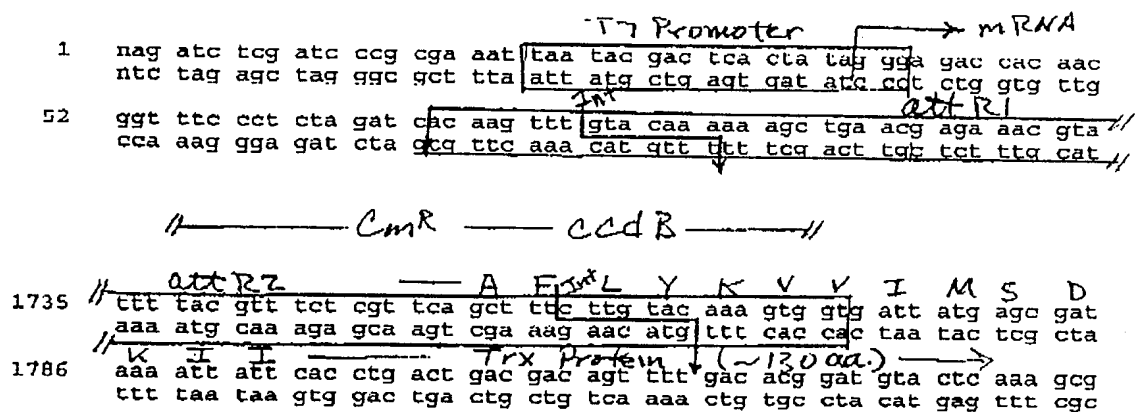 T7 Promoter → mRNA
1 nag atc tcg atc ccg cga aat taa tac gac tca cta tag gga gac cac aac
ntc tag agc tag ggc gct tta att atg ctg agt gat atc cct ctg gtg ttg
Int attR1
52 ggt ttc cct cta gat cac aag ttt gta caa aaa agc tga acg aga aac gta
cca aag gga gat cta gcg ttc aaa cat gtt ttt tcg act tgc tct ttg cat
CmR ccdB
attR2 A F Int L Y K V V I M S D
1735 ttt tac gtt tct cgt tca gct ttc ttg tac aaa gtg gtg att atg agc gat
aaa atg caa aga gca agt cga aag aac atg ttt cac cac taa tac tcg cta
K I I Trx Protein (~130 aa.)
1786 aaa att att cac ctg act gac gac agt ttt gac acg gat gta ctc aaa gcg
ttt taa taa gtg gac tga ctg ctg tca aaa ctg tgc cta cat gag ttt cgc